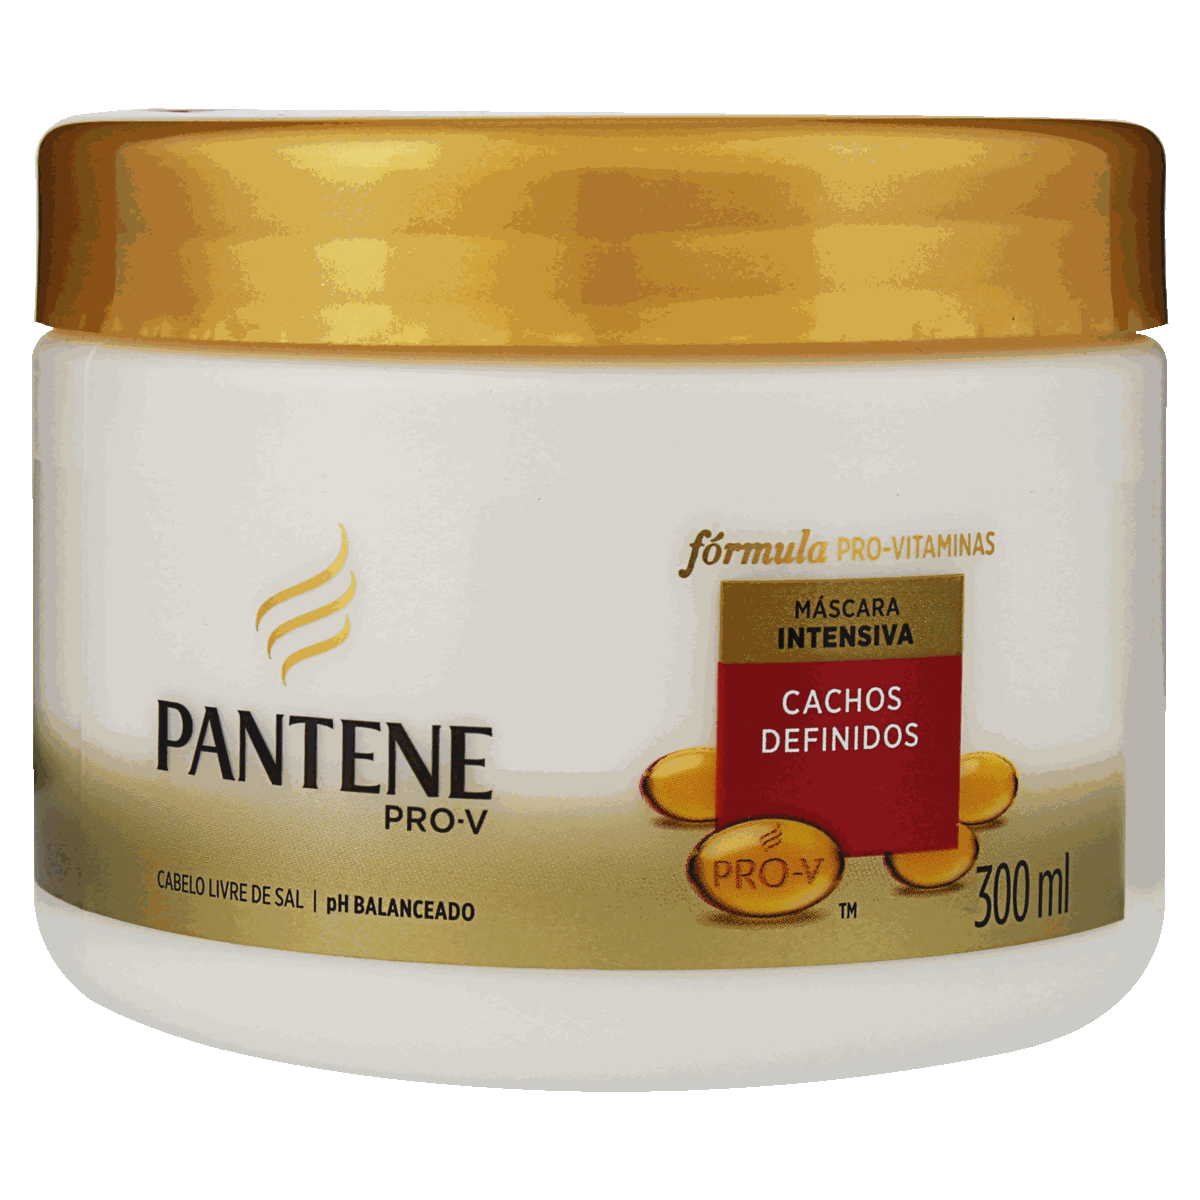 PANTENE
PRO-V
CABELO LIVRE DE SAL | pH BALANCEADO
fórmula PRO-VITAMINAS
MÁSCARA
INTENSIVA
CACHOS
DEFINIDOS
PRO-V
TM
300 ml